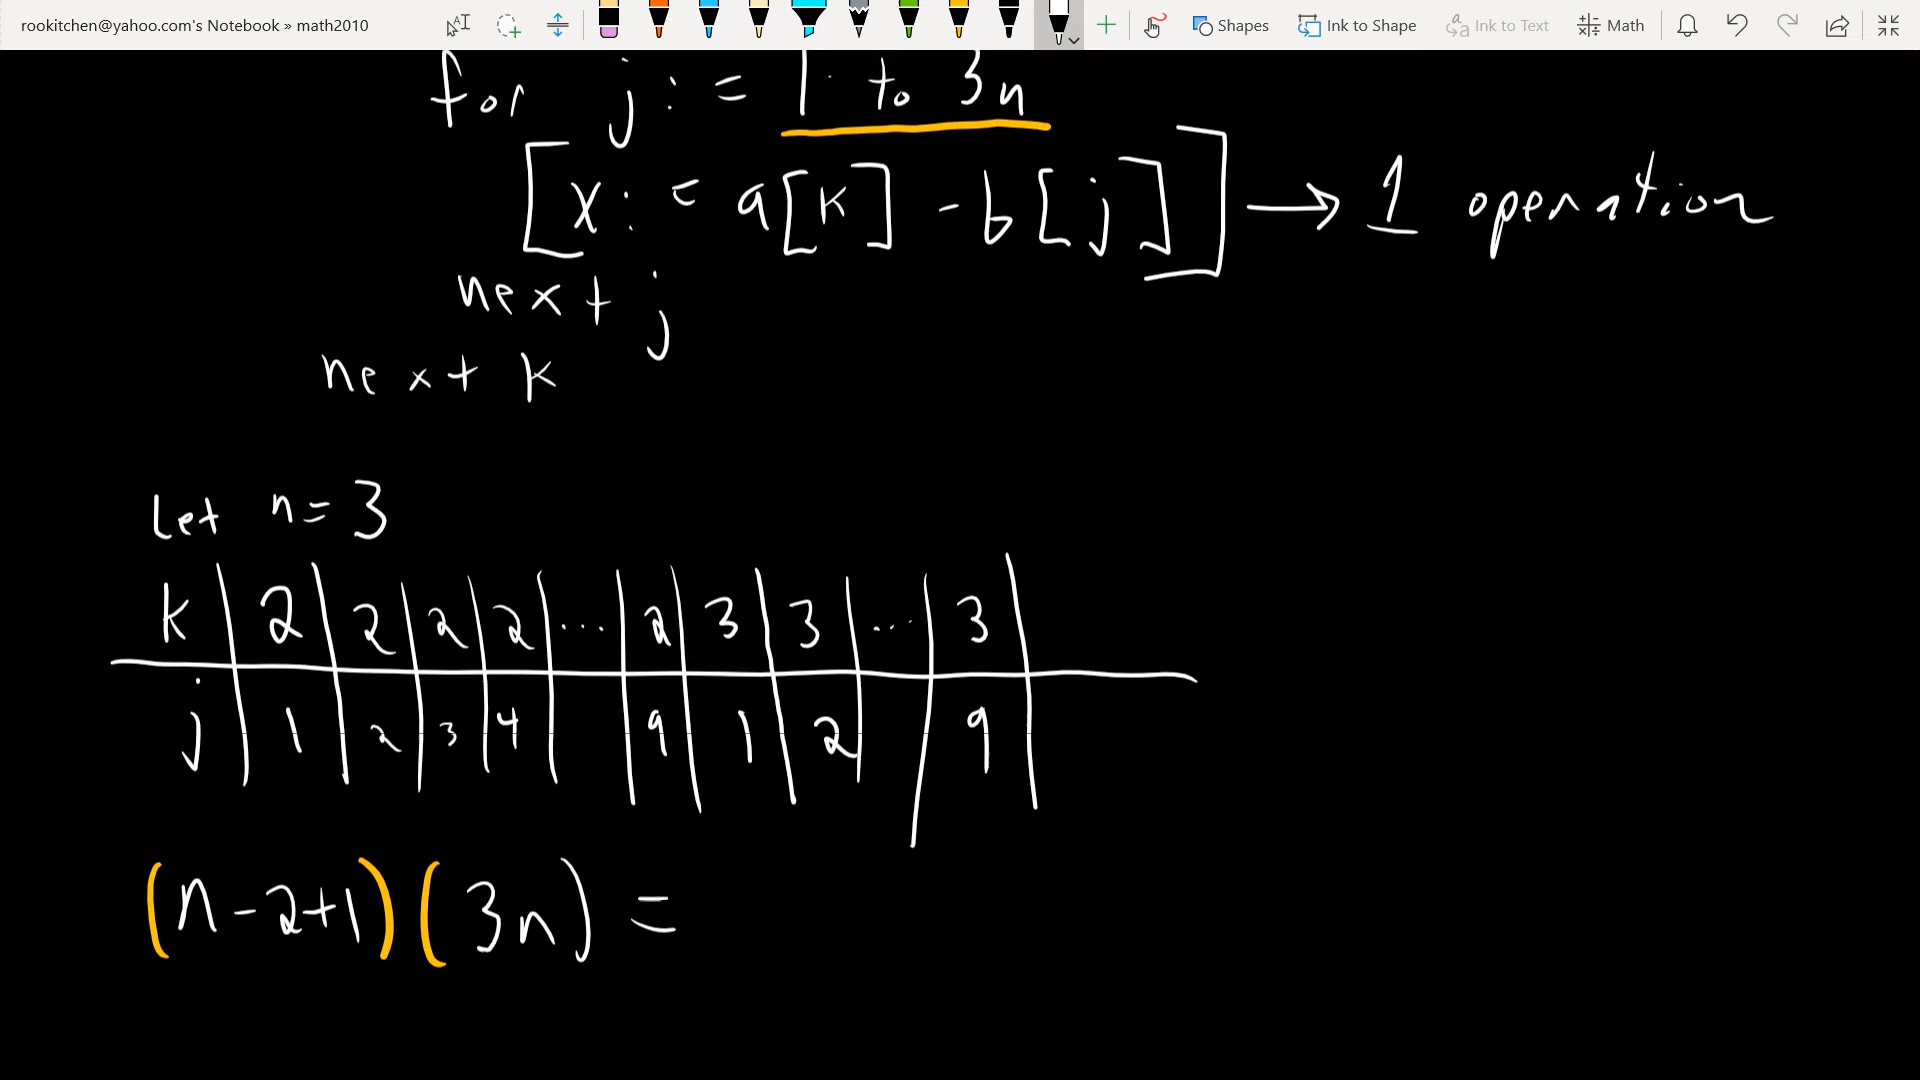 rookitchen@yahoo.com's Notebook » math2010
Shapes
Ink to Shape
Ink to Text
Math
for j := 1 to 3n
[x := a[k] - b[j]] → 1 operation
next j
next k
Let n = 3
k | 2 | 2 | 2 | 2 | ... | 2 | 3 | 3 | ... | 3 |
j | 1 | 2 | 3 | 4 | | 9 | 1 | 2 | | 9 |
(n-2+1)(3n) =